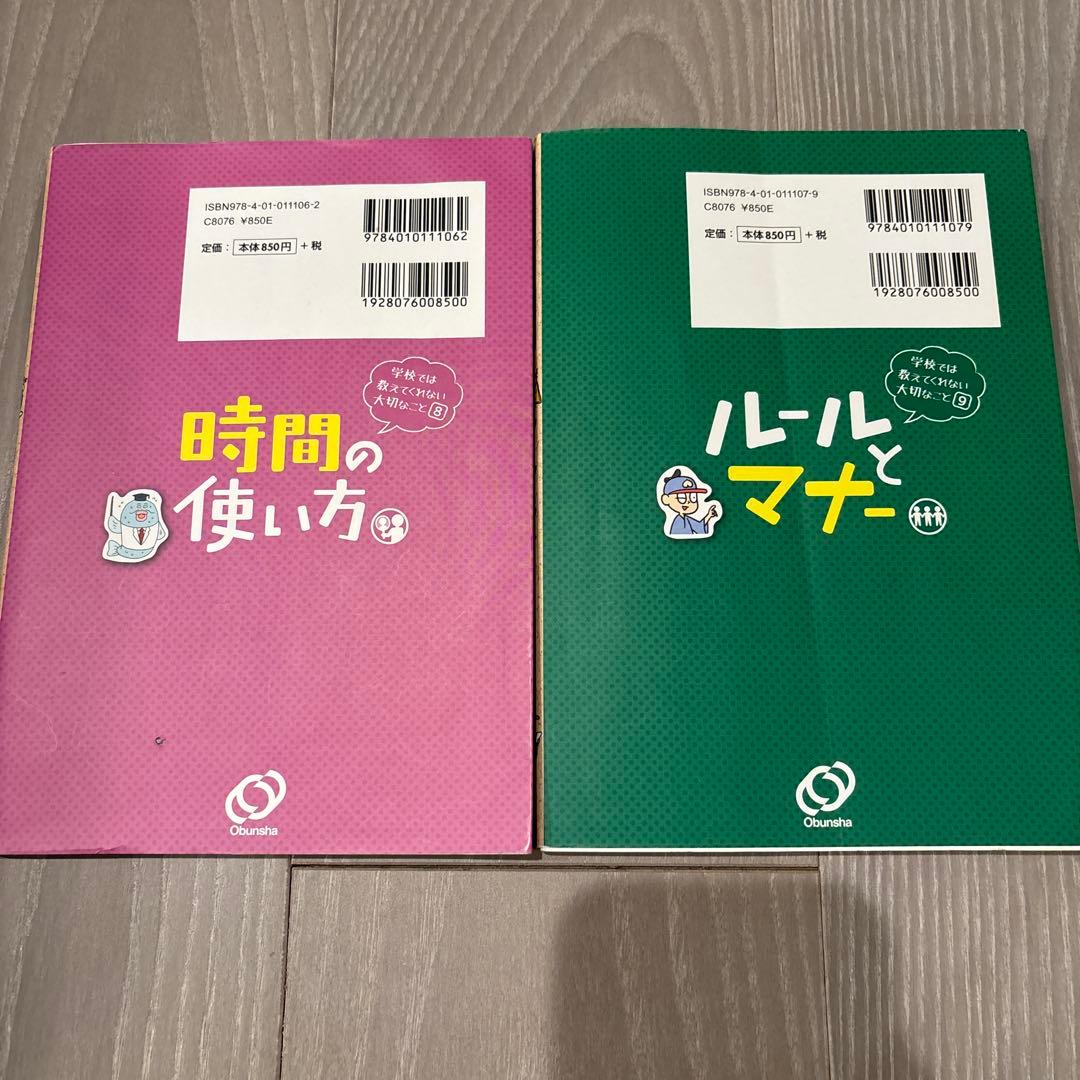 ISBN978-4-01-011106-2
C8076 ¥850E
定価： 本体850円 +税
9784010111062
1928076008500
学校では
教えてくれない
大切なこと 8
時間の
使い方
Obunsha
ISBN978-4-01-011107-9
C8076 ¥850E
定価： 本体850円 +税
9784010111079
1928076008500
学校では
教えてくれない
大切なこと 9
ルールと
マナー
Obunsha